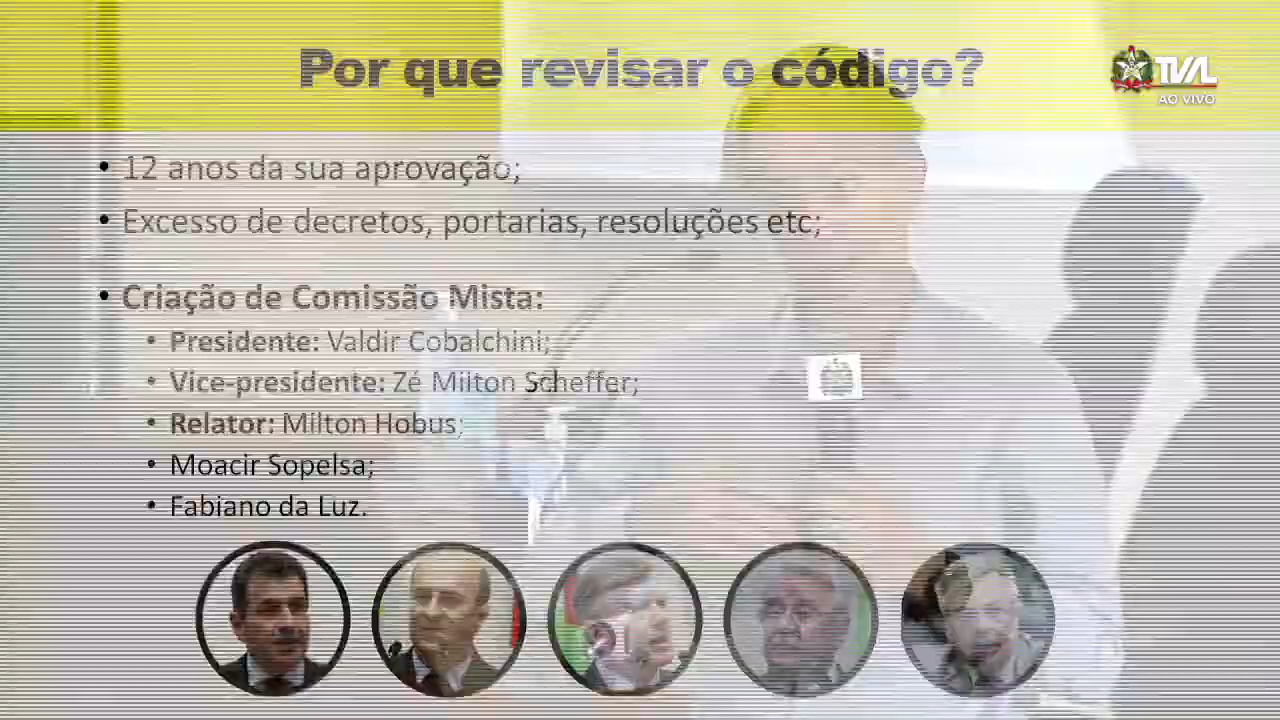 Por que revisar o código?
TVAL
AO VIVO
• 12 anos da sua aprovação;
• Excesso de decretos, portarias, resoluções etc;
• Criação de Comissão Mista:
• Presidente: Valdir Cobalchini;
• Vice-presidente: Zé Milton Scheffer;
• Relator: Milton Hobus;
• Moacir Sopelsa;
• Fabiano da Luz.